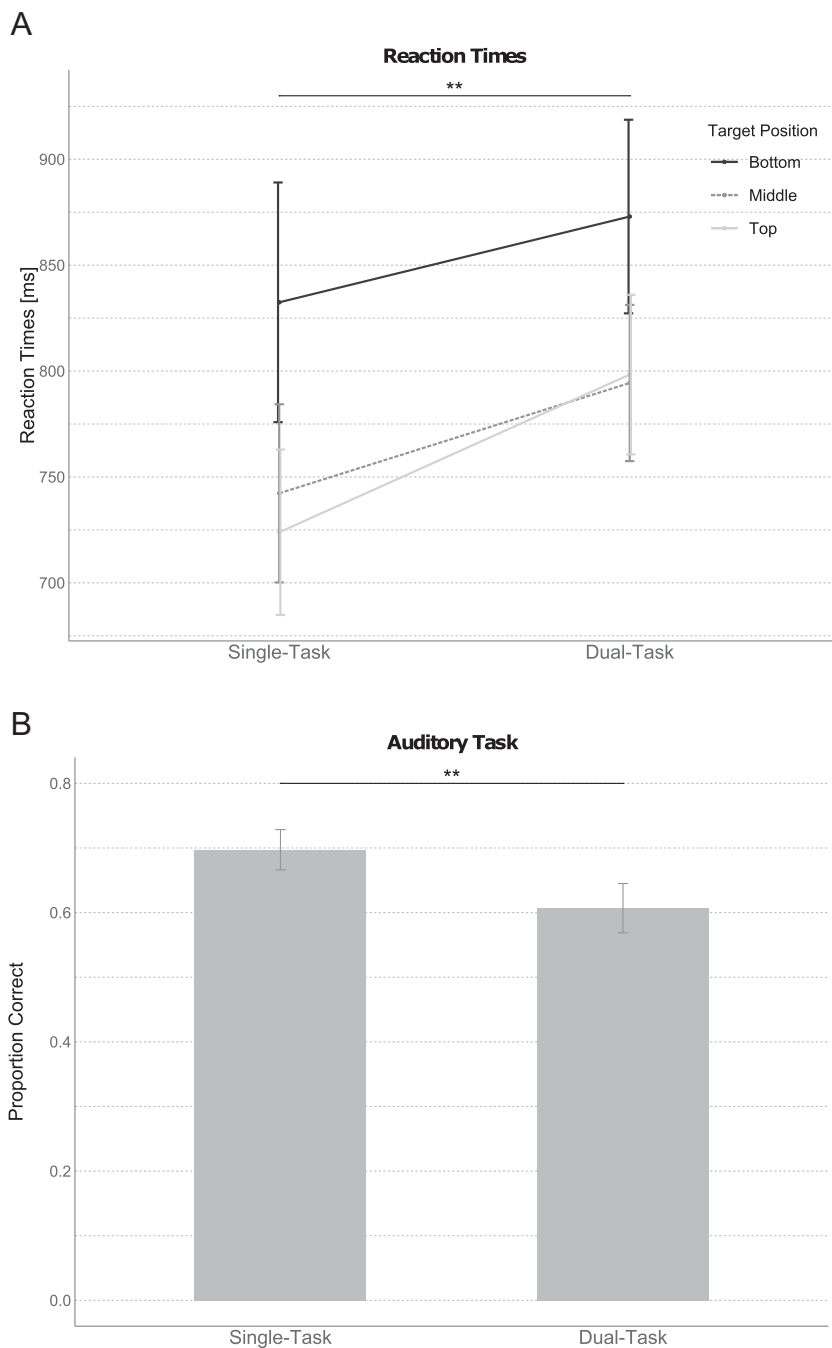 A
Reaction Times
**
Target Position
Bottom
Middle
Top
900
850
800
750
700
Reaction Times [ms]
Single-Task
Dual-Task
B
Auditory Task
**
0.8
0.6
0.4
0.2
0.0
Proportion Correct
Single-Task
Dual-Task